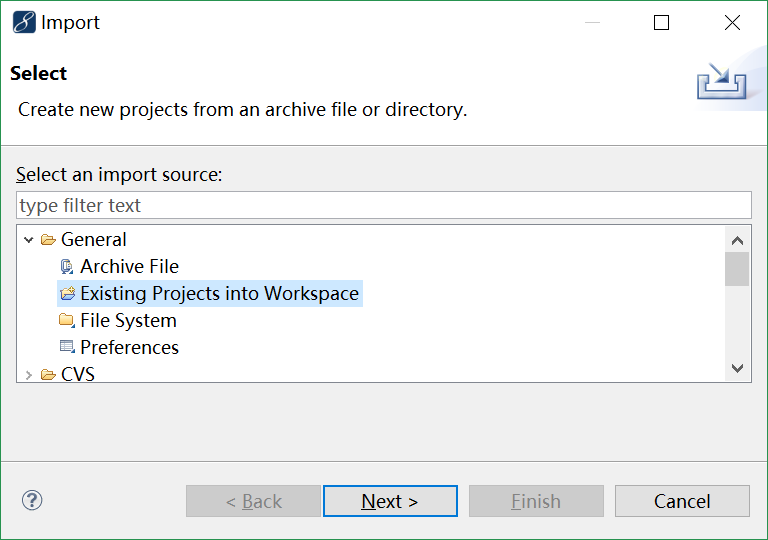 Import
Select
Create new projects from an archive file or directory.
Select an import source:
type filter text
General
Archive File
Existing Projects into Workspace
File System
Preferences
CVS
< Back
Next >
Finish
Cancel